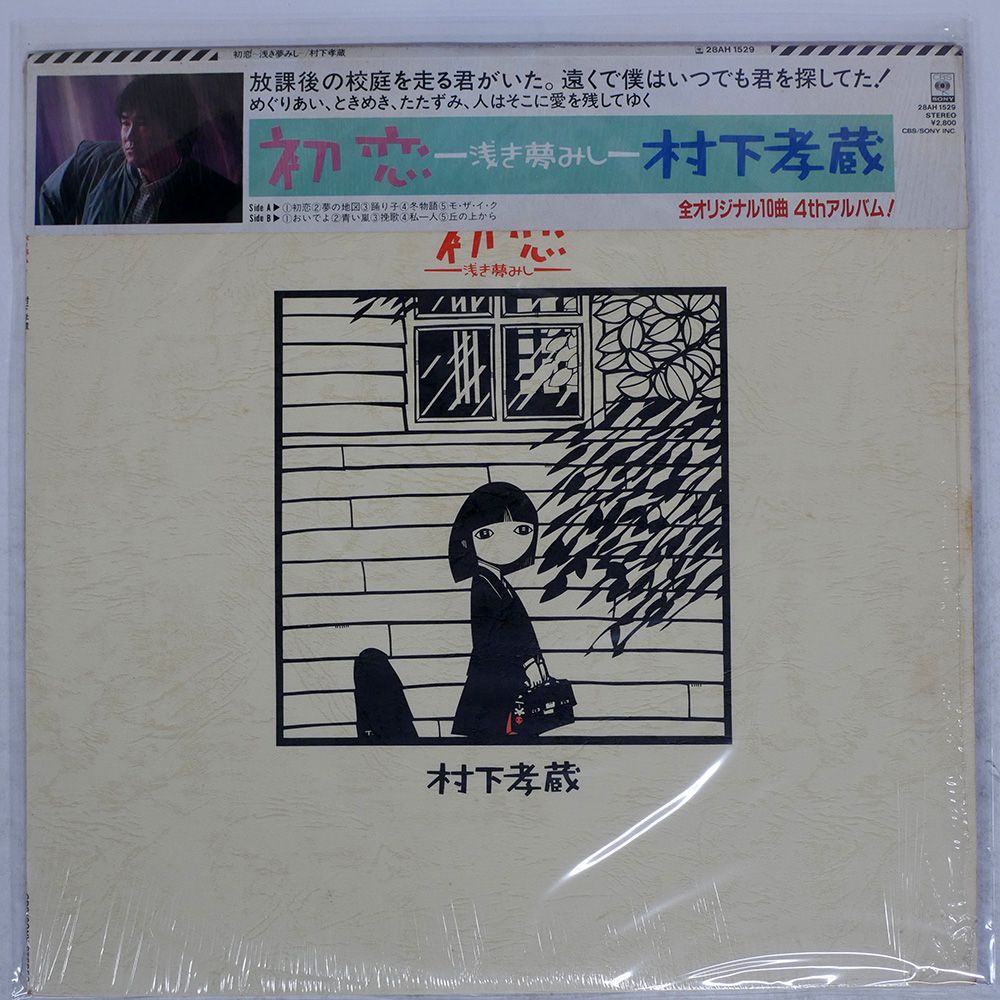 初恋─浅き夢みし─/村下孝蔵
28AH 1529
放課後の校庭を走る君がいた。遠くで僕はいつでも君を探してた!
めぐりあい、ときめき、たたずみ、人はそこに愛を残してゆく
CBS
SONY
28AH 1529
STEREO
¥2,800
CBS/SONY INC.
初恋─浅き夢みし─村下孝蔵
Side A▶①初恋②夢の地図③踊り子④冬物語⑤モ・ザ・イ・ク
Side B▶①おいでよ②青い嵐③挽歌④私一人⑤丘の上から
全オリジナル10曲 4thアルバム!
初恋
─浅き夢みし─
村下孝蔵